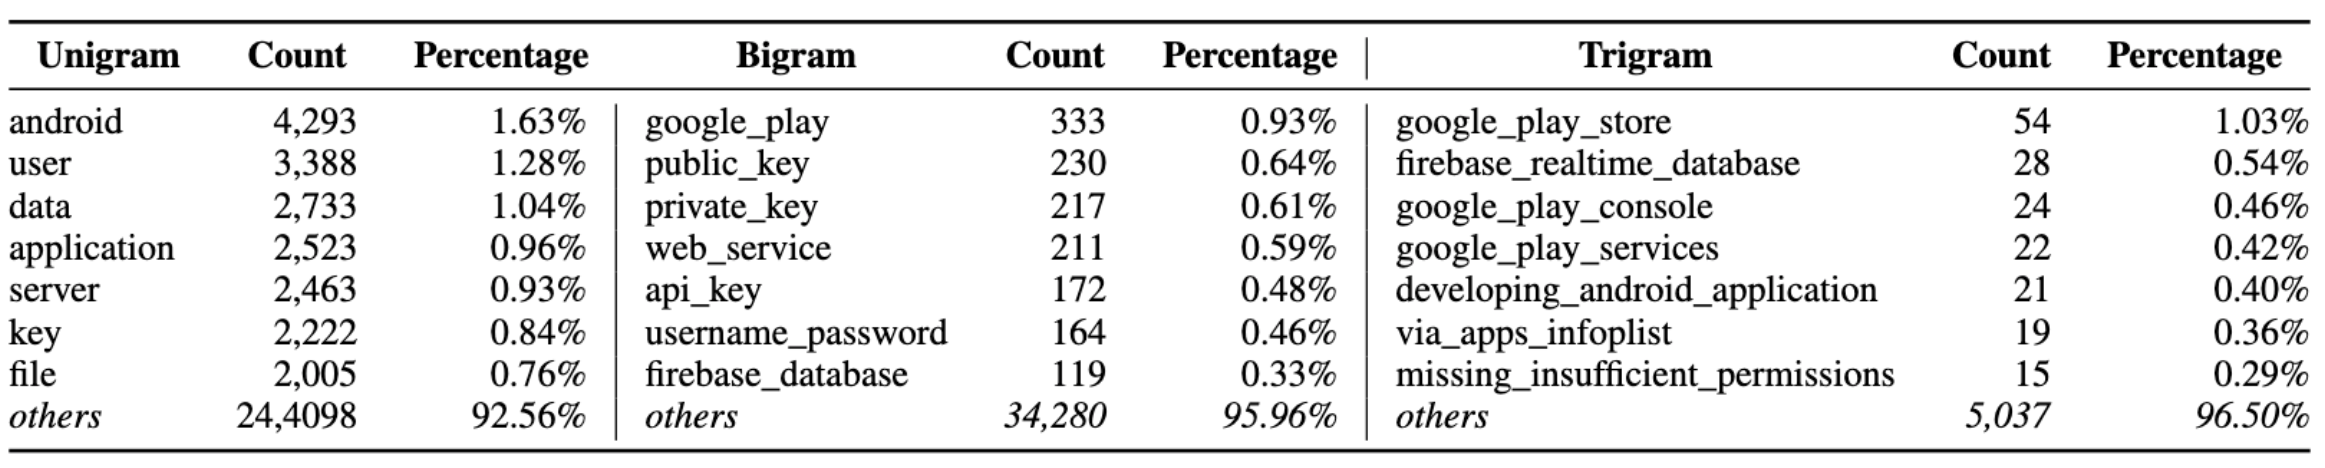 Unigram Count Percentage Bigram Count Percentage Trigram Count Percentage
android 4,293 1.63% google_play 333 0.93% google_play_store 54 1.03%
user 3,388 1.28% public_key 230 0.64% firebase_realtime_database 28 0.54%
data 2,733 1.04% private_key 217 0.61% google_play_console 24 0.46%
application 2,523 0.96% web_service 211 0.59% google_play_services 22 0.42%
server 2,463 0.93% api_key 172 0.48% developing_android_application 21 0.40%
key 2,222 0.84% username_password 164 0.46% via_apps_infoplist 19 0.36%
file 2,005 0.76% firebase_database 119 0.33% missing_insufficient_permissions 15 0.29%
others 24,4098 92.56% others 34,280 95.96% others 5,037 96.50%